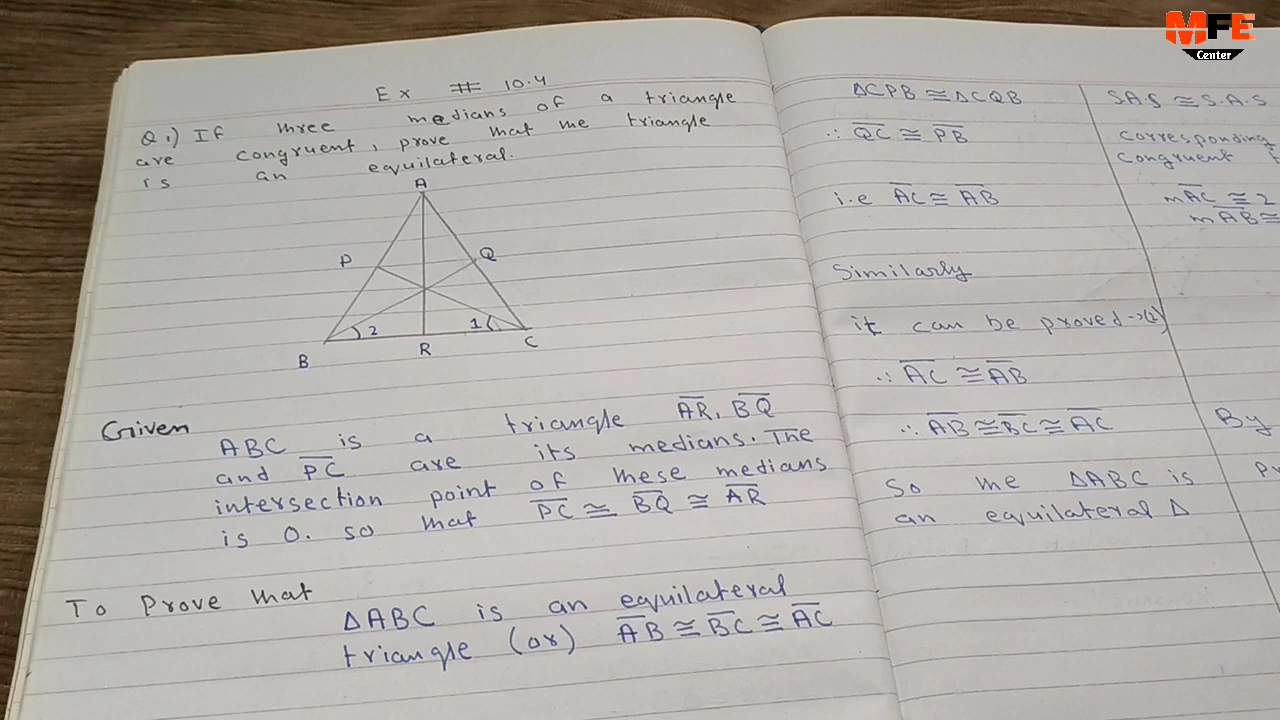 Ex # 10.4
Q1) If three medians of a triangle
are congruent, prove that the triangle
is an equilateral.
A
P
Q
2
1
B
R
C
Given
ABC is a triangle AR, BQ
and PC are its medians. The
intersection point of these medians
is O. so that PC ≅ BQ ≅ AR
To Prove that
ΔABC is an equilateral
triangle (or) AB ≅ BC ≅ AC
ΔCPB ≅ ΔCQB
S.A.S ≅ S.A.S
∴ QC ≅ PB
Corresponding
congruent
i.e AC ≅ AB
mAC ≅ 2
mAB ≅
Similarly
it can be proved →(2)
∴ AC ≅ AB
∴ AB ≅ BC ≅ AC
By
So the ΔABC is
an equilateral Δ
MFE
Center